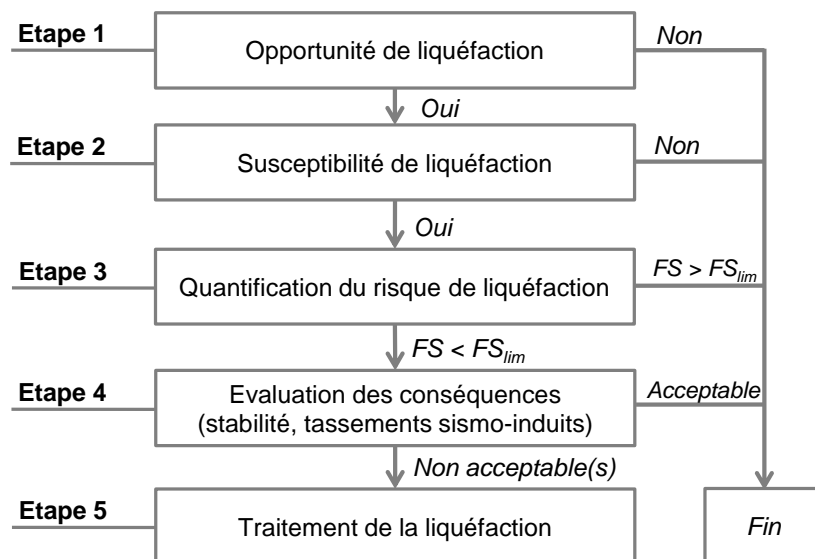 Etape 1
Opportunité de liquéfaction
Non
Oui
Etape 2
Susceptibilité de liquéfaction
Non
Oui
Etape 3
Quantification du risque de liquéfaction
FS > FSlim
FS < FSlim
Etape 4
Evaluation des conséquences
(stabilité, tassements sismo-induits)
Acceptable
Non acceptable(s)
Etape 5
Traitement de la liquéfaction
Fin